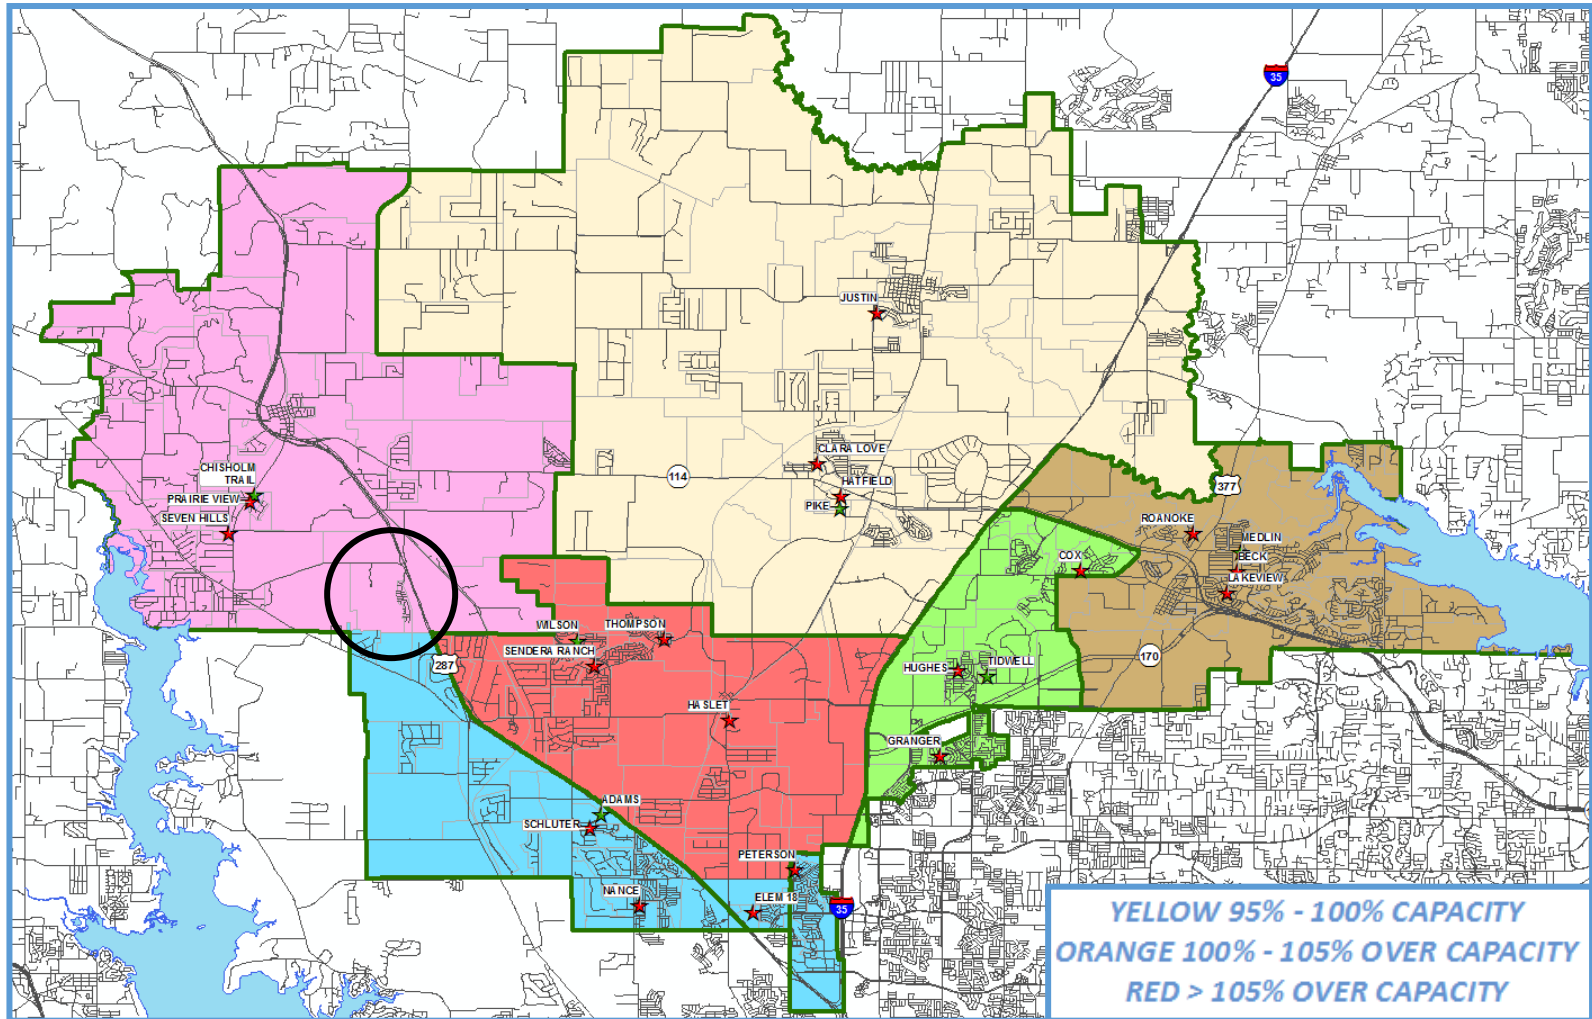 35
JUSTIN
CLARA LOVE
HATFIELD
114
PIKE
377
CHISHOLM
TRAIL
PRAIRIE VIEW
SEVEN HILLS
ROANOKE
MEDLIN
BECK
COX
LAKEVIEW
WILSON
THOMPSON
SENDERA RANCH
287
HUGHES
TIDWELL
170
HASLET
GRANGER
ADAMS
SCHLUTER
PETERSON
NANCE
ELEM 18
35
YELLOW 95% - 100% CAPACITY
ORANGE 100% - 105% OVER CAPACITY
RED > 105% OVER CAPACITY